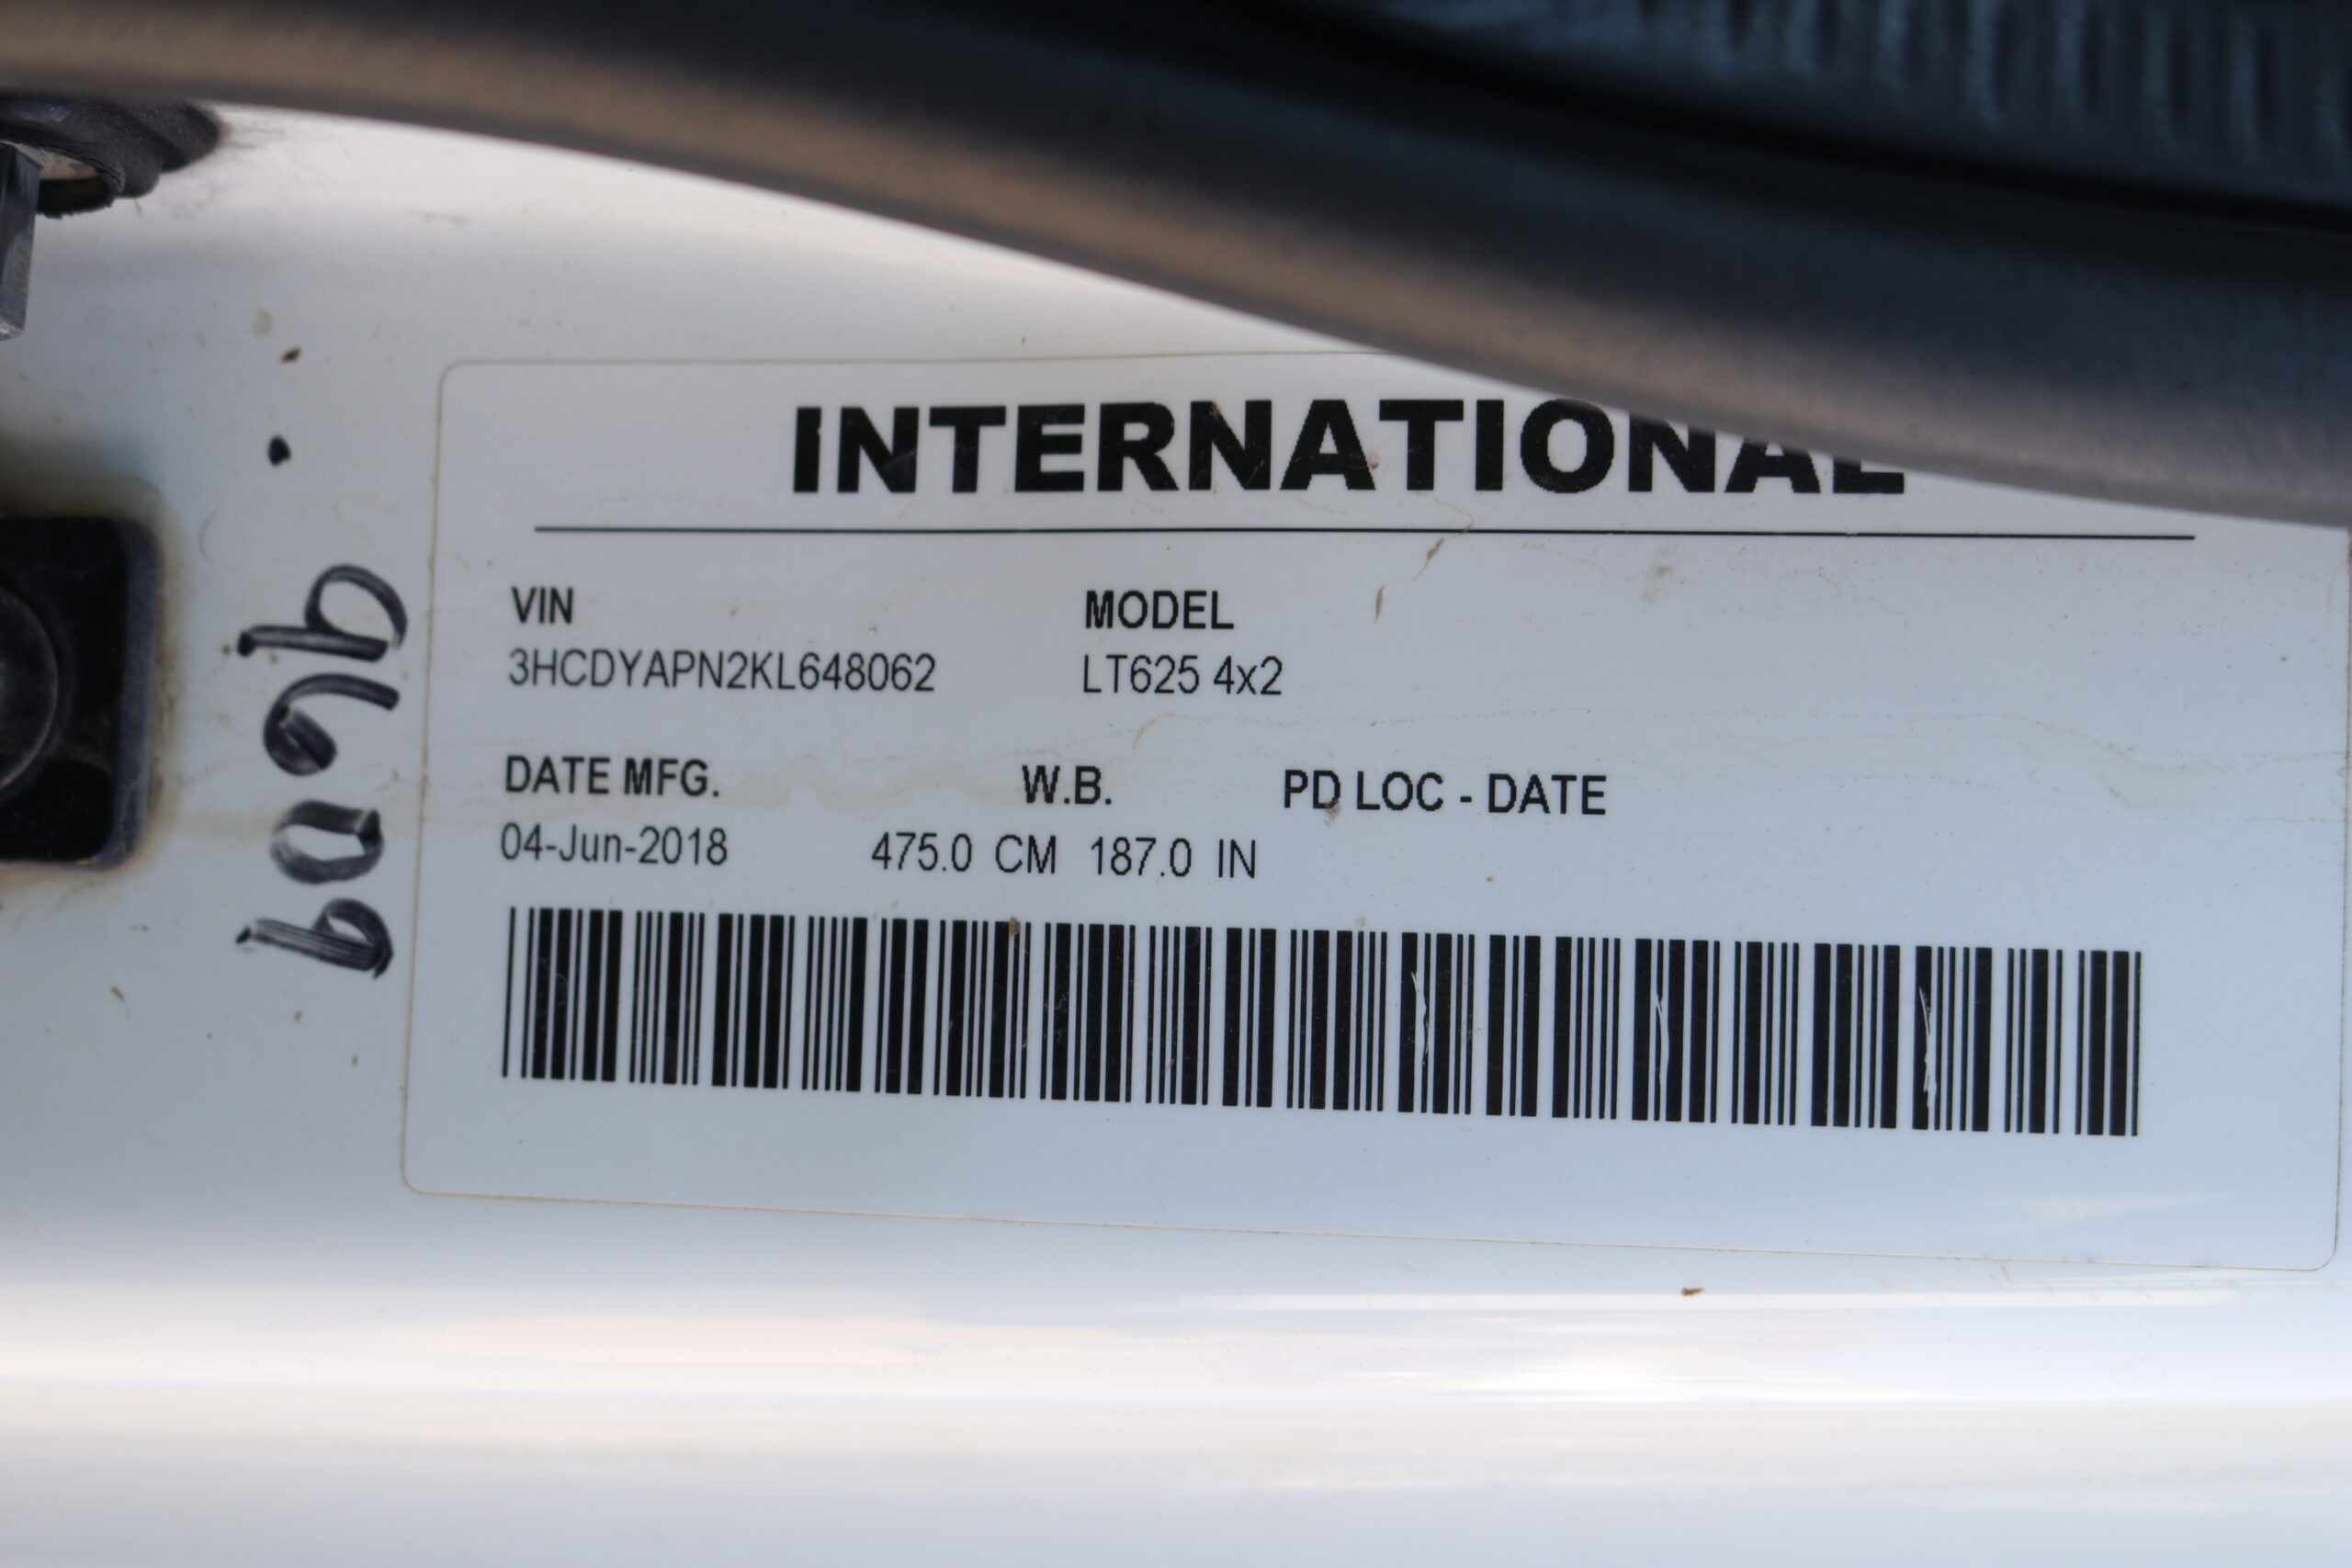 INTERNATIONAL
VIN MODEL
3HCDYAPN2KL648062 LT625 4x2
DATE MFG. W.B. PD LOC - DATE
04-Jun-2018 475.0 CM 187.0 IN